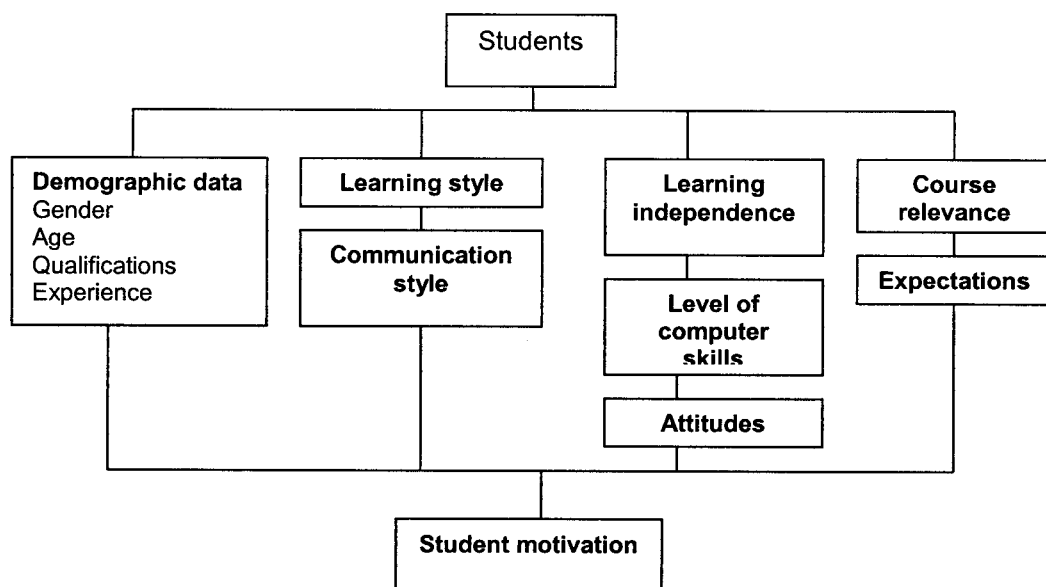 Students
Demographic data
Gender
Age
Qualifications
Experience
Learning style
Communication
style
Learning
independence
Level of
computer
skills
Attitudes
Course
relevance
Expectations
Student motivation